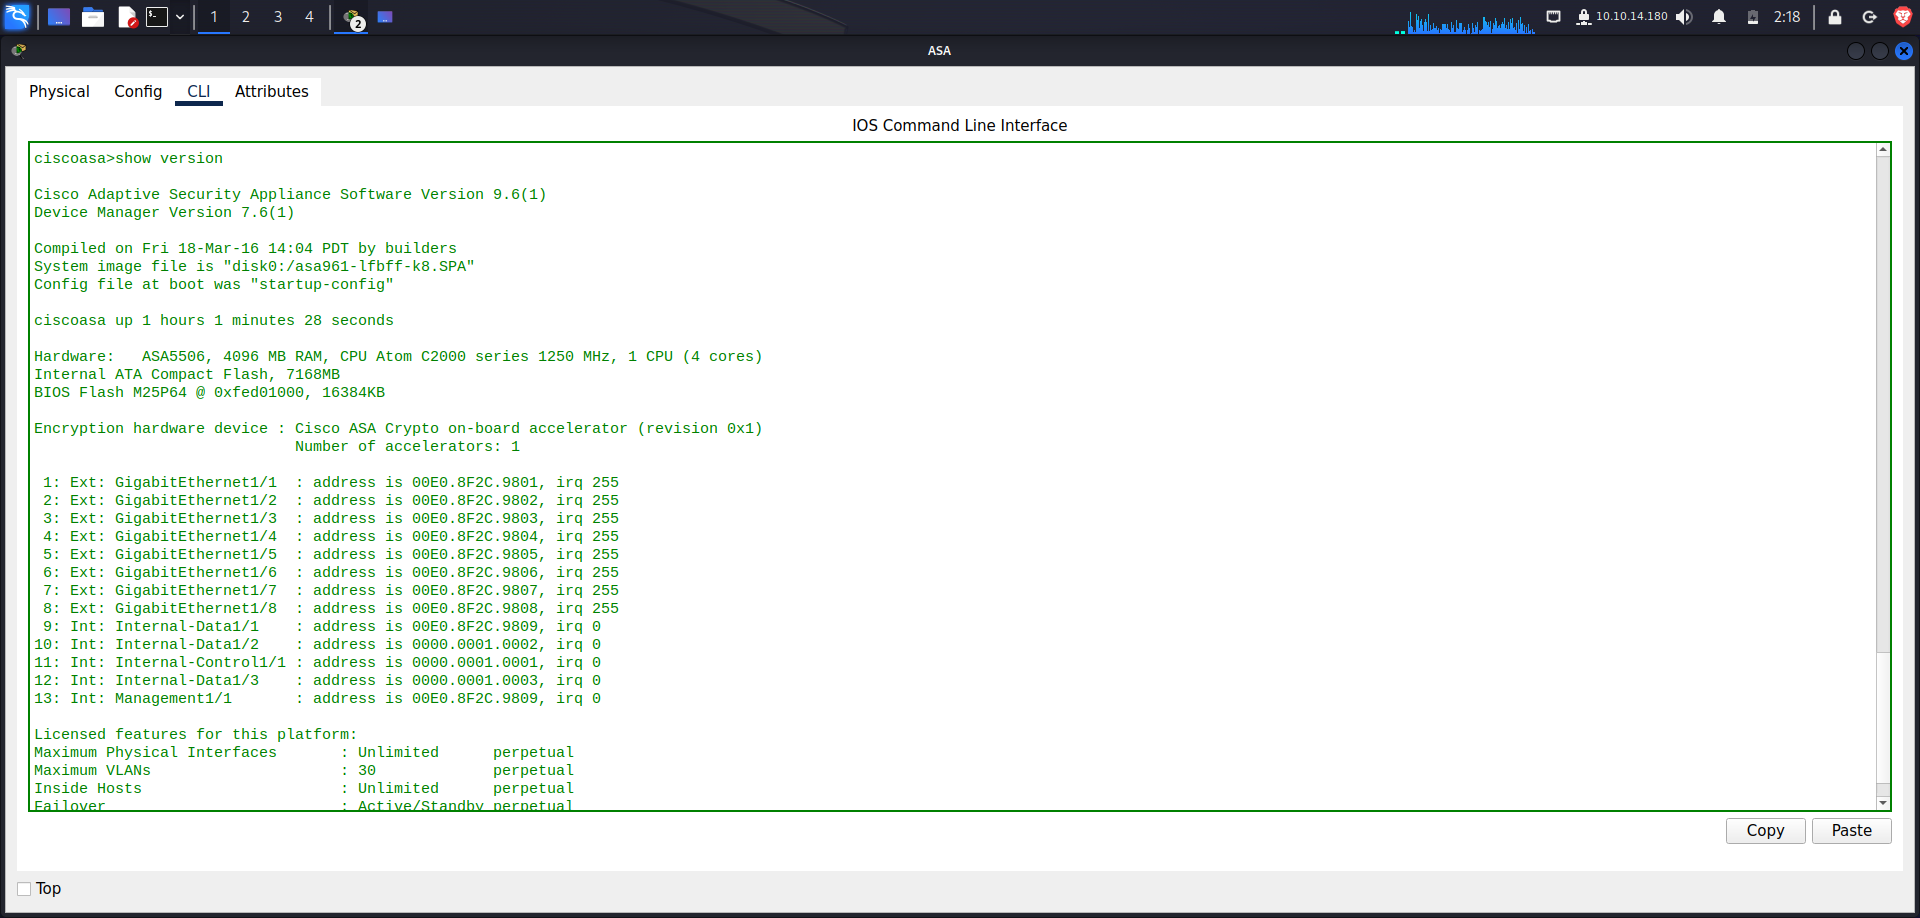 1 2 3 4 2 10.10.14.180 2:18
ASA
Physical Config CLI Attributes
IOS Command Line Interface
ciscoasa>show version
Cisco Adaptive Security Appliance Software Version 9.6(1)
Device Manager Version 7.6(1)
Compiled on Fri 18-Mar-16 14:04 PDT by builders
System image file is "disk0:/asa961-lfbff-k8.SPA"
Config file at boot was "startup-config"
ciscoasa up 1 hours 1 minutes 28 seconds
Hardware:   ASA5506, 4096 MB RAM, CPU Atom C2000 series 1250 MHz, 1 CPU (4 cores)
Internal ATA Compact Flash, 7168MB
BIOS Flash M25P64 @ 0xfed01000, 16384KB
Encryption hardware device : Cisco ASA Crypto on-board accelerator (revision 0x1)
Number of accelerators: 1
1: Ext: GigabitEthernet1/1  : address is 00E0.8F2C.9801, irq 255
2: Ext: GigabitEthernet1/2  : address is 00E0.8F2C.9802, irq 255
3: Ext: GigabitEthernet1/3  : address is 00E0.8F2C.9803, irq 255
4: Ext: GigabitEthernet1/4  : address is 00E0.8F2C.9804, irq 255
5: Ext: GigabitEthernet1/5  : address is 00E0.8F2C.9805, irq 255
6: Ext: GigabitEthernet1/6  : address is 00E0.8F2C.9806, irq 255
7: Ext: GigabitEthernet1/7  : address is 00E0.8F2C.9807, irq 255
8: Ext: GigabitEthernet1/8  : address is 00E0.8F2C.9808, irq 255
9: Int: Internal-Data1/1    : address is 00E0.8F2C.9809, irq 0
10: Int: Internal-Data1/2    : address is 0000.0001.0002, irq 0
11: Int: Internal-Control1/1 : address is 0000.0001.0001, irq 0
12: Int: Internal-Data1/3    : address is 0000.0001.0003, irq 0
13: Int: Management1/1       : address is 00E0.8F2C.9809, irq 0
Licensed features for this platform:
Maximum Physical Interfaces       : Unlimited      perpetual
Maximum VLANs                     : 30             perpetual
Inside Hosts                      : Unlimited      perpetual
Failover                          : Active/Standby perpetual
Copy Paste
Top